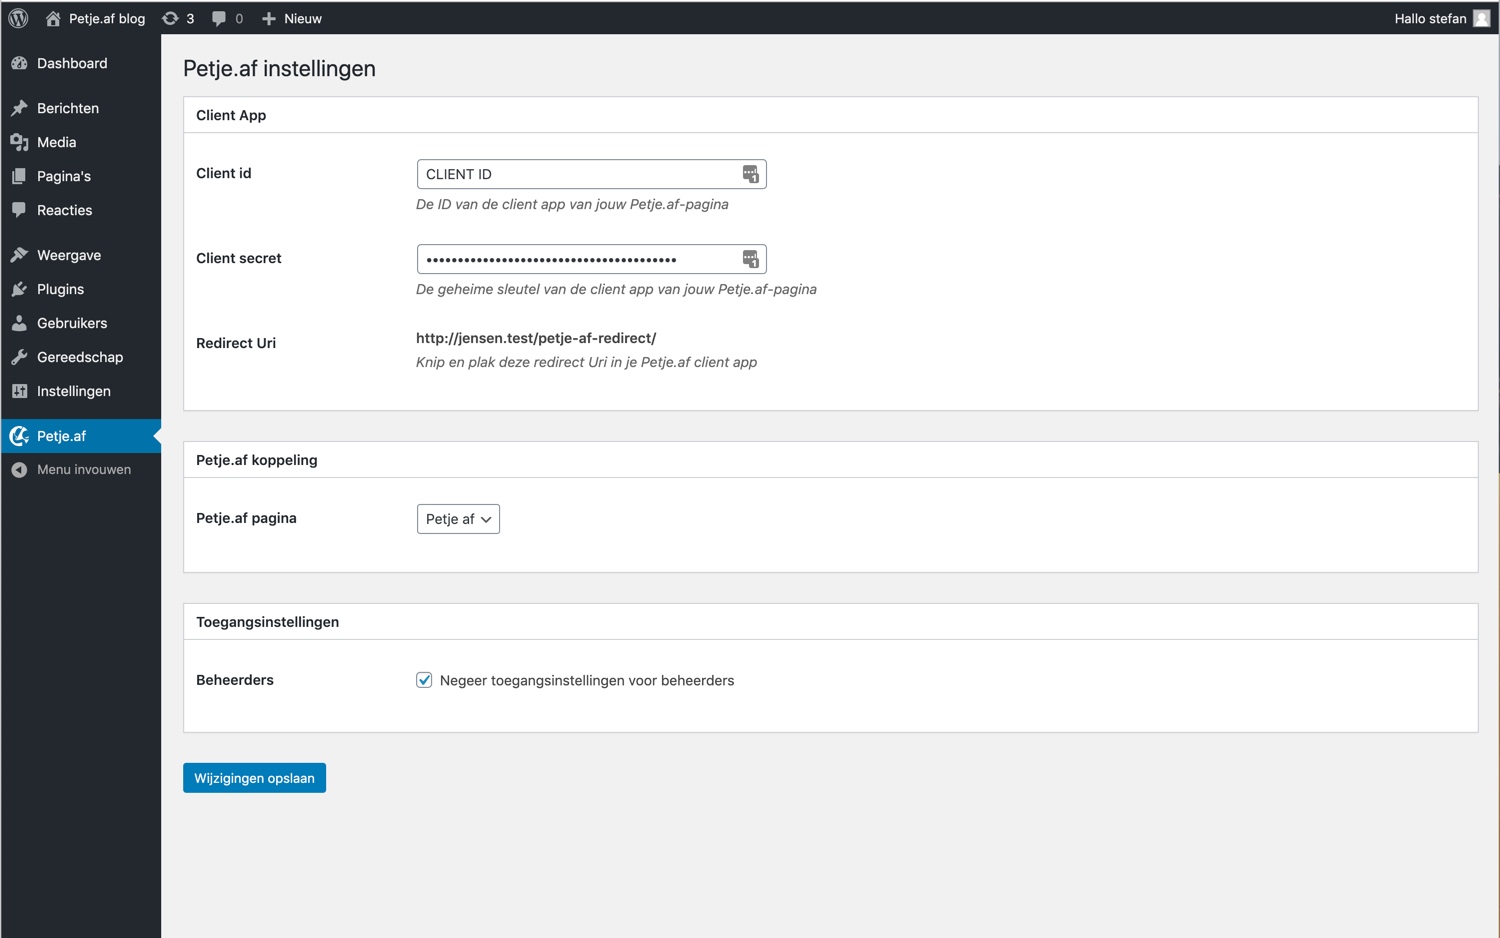 Petje.af blog 3 0 Nieuw Hallo stefan
Dashboard
Berichten
Media
Pagina's
Reacties
Weergave
Plugins
Gebruikers
Gereedschap
Instellingen
Petje.af
Menu invouwen
Petje.af instellingen
Client App
Client id CLIENT ID
De ID van de client app van jouw Petje.af-pagina
Client secret
De geheime sleutel van de client app van jouw Petje.af-pagina
Redirect Uri http://jensen.test/petje-af-redirect/
Knip en plak deze redirect Uri in je Petje.af client app
Petje.af koppeling
Petje.af pagina Petje af
Toegangsinstellingen
Beheerders Negeer toegangsinstellingen voor beheerders
Wijzigingen opslaan